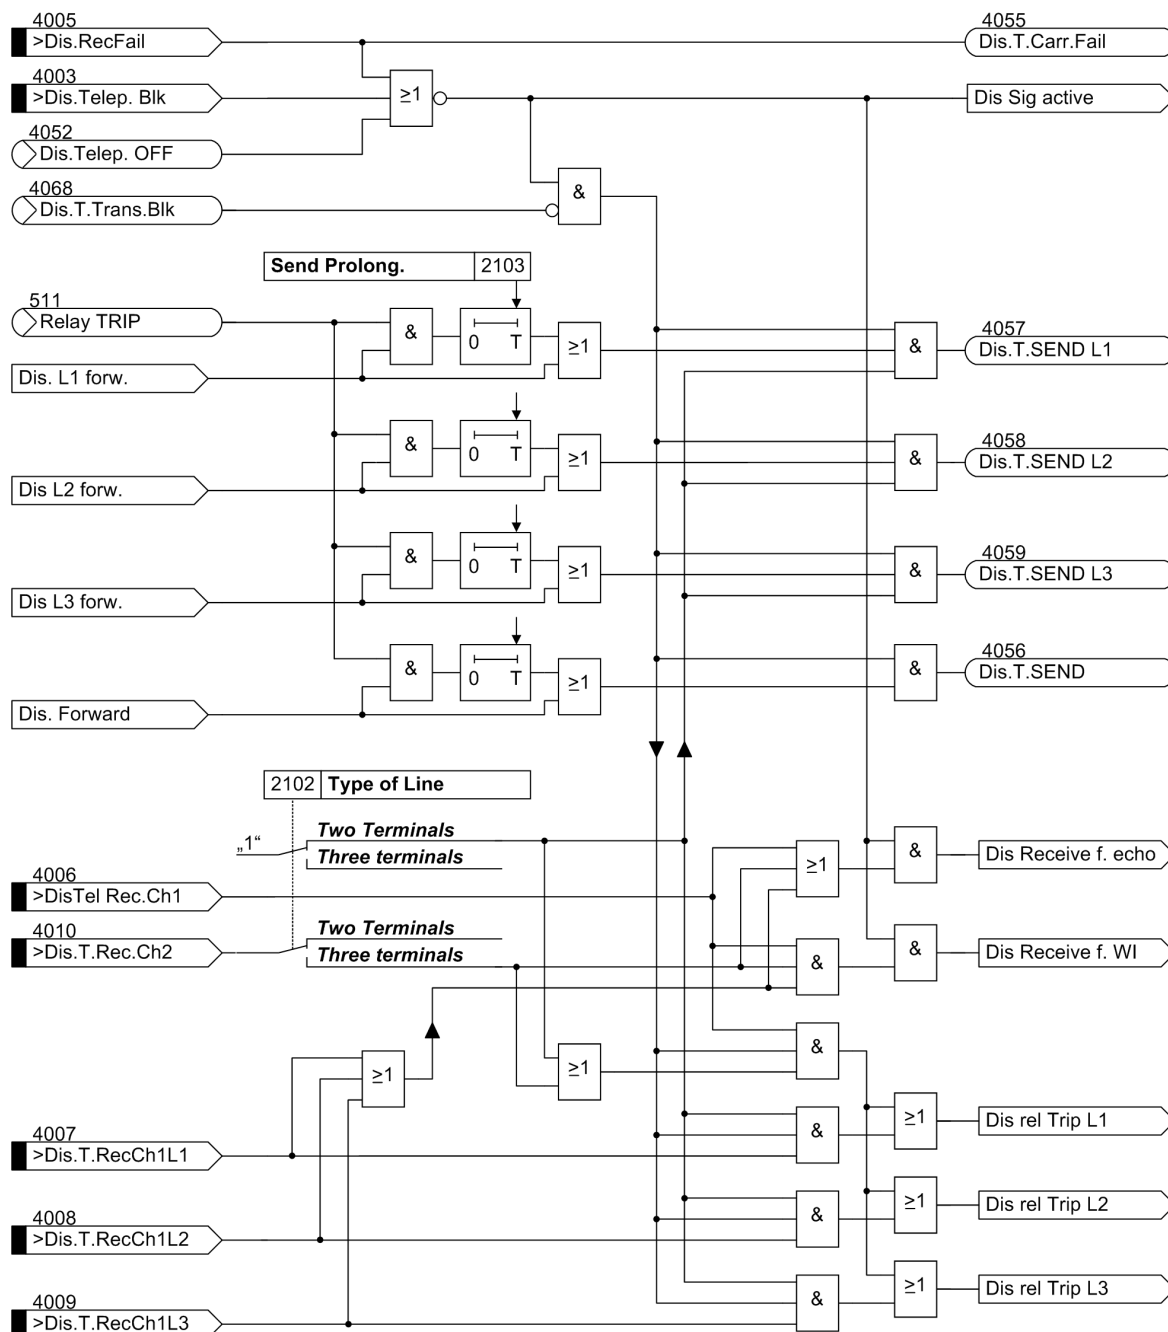 4005
>Dis.RecFail
4055
Dis.T.Carr.Fail
4003
>Dis.Telep. Blk
≥1
Dis Sig active
4052
Dis.Telep. OFF
4068
Dis.T.Trans.Blk
&
Send Prolong. 2103
511
Relay TRIP
&
0 T
≥1
&
4057
Dis.T.SEND L1
Dis. L1 forw.
&
0 T
≥1
&
4058
Dis.T.SEND L2
Dis L2 forw.
&
0 T
≥1
&
4059
Dis.T.SEND L3
Dis L3 forw.
&
0 T
≥1
&
4056
Dis.T.SEND
Dis. Forward
2102 Type of Line
„1“
Two Terminals
Three terminals
≥1
&
Dis Receive f. echo
4006
>DisTel Rec.Ch1
4010
>Dis.T.Rec.Ch2
Two Terminals
Three terminals
&
&
Dis Receive f. WI
≥1
≥1
&
4007
>Dis.T.RecCh1L1
&
≥1
Dis rel Trip L1
4008
>Dis.T.RecCh1L2
&
≥1
Dis rel Trip L2
4009
>Dis.T.RecCh1L3
&
≥1
Dis rel Trip L3